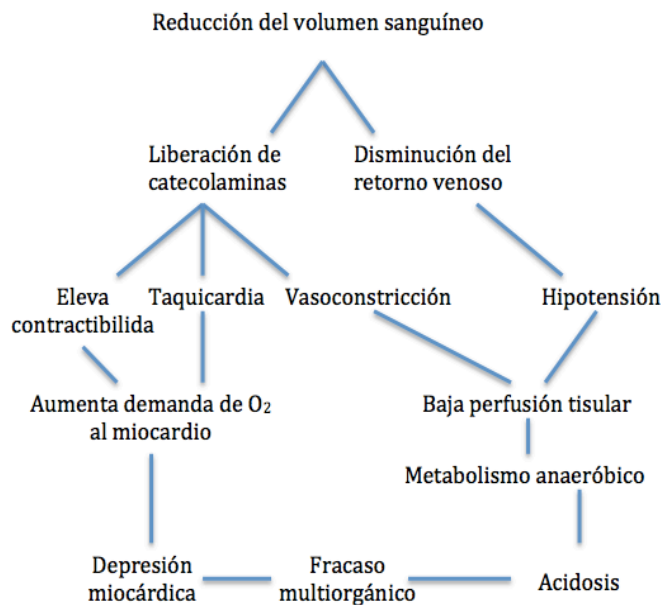 Reducción del volumen sanguíneo
Liberación de
catecolaminas
Disminución del
retorno venoso
Eleva
contractibilida
Taquicardia
Vasoconstricción
Hipotensión
Aumenta demanda de O₂
al miocardio
Baja perfusión tisular
Metabolismo anaeróbico
Depresión
miocárdica
Fracaso
multiorgánico
Acidosis